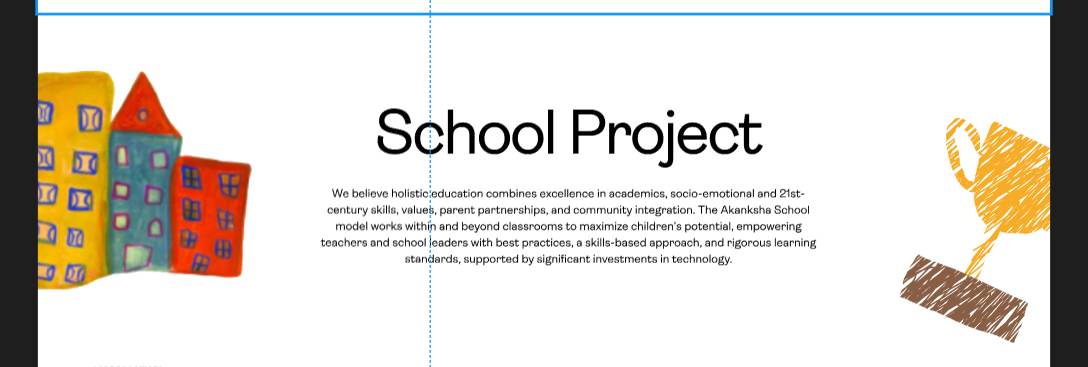 School Project
We believe holistic education combines excellence in academics, socio-emotional and 21st-
century skills, values, parent partnerships, and community integration. The Akanksha School
model works within and beyond classrooms to maximize children's potential, empowering
teachers and school leaders with best practices, a skills-based approach, and rigorous learning
standards, supported by significant investments in technology.